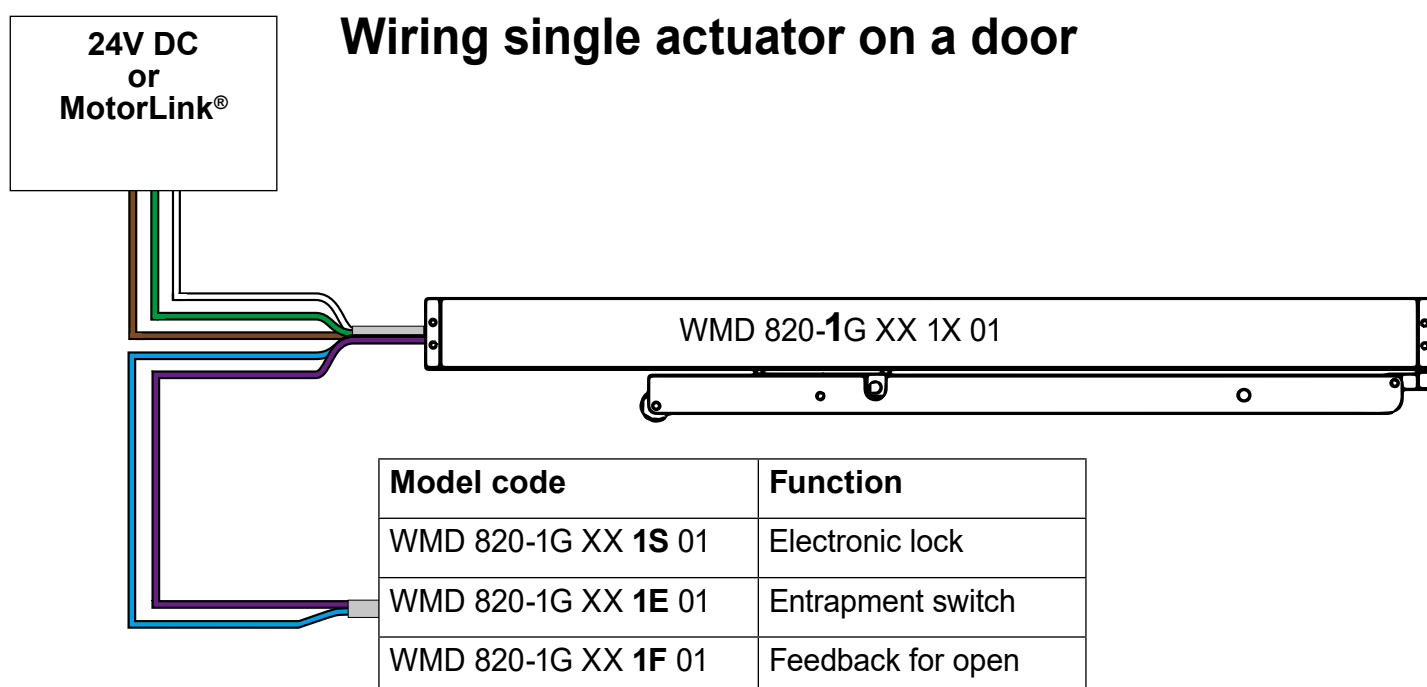 Wiring single actuator on a door
24V DC
or
MotorLink®
WMD 820-1G XX 1X 01
Model code Function
WMD 820-1G XX 1S 01 Electronic lock
WMD 820-1G XX 1E 01 Entrapment switch
WMD 820-1G XX 1F 01 Feedback for open